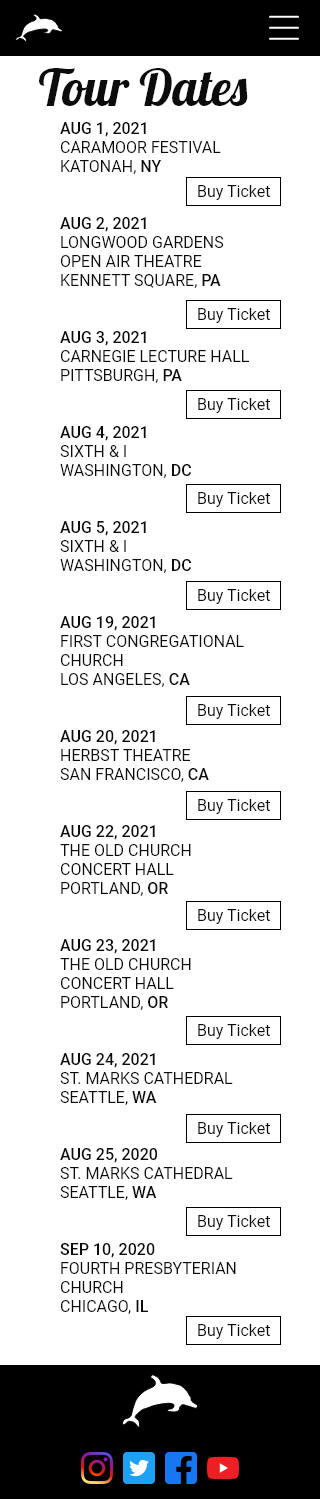 Tour Dates
AUG 1, 2021
CARAMOOR FESTIVAL
KATONAH, NY
Buy Ticket
AUG 2, 2021
LONGWOOD GARDENS
OPEN AIR THEATRE
KENNETT SQUARE, PA
Buy Ticket
AUG 3, 2021
CARNEGIE LECTURE HALL
PITTSBURGH, PA
Buy Ticket
AUG 4, 2021
SIXTH & I
WASHINGTON, DC
Buy Ticket
AUG 5, 2021
SIXTH & I
WASHINGTON, DC
Buy Ticket
AUG 19, 2021
FIRST CONGREGATIONAL
CHURCH
LOS ANGELES, CA
Buy Ticket
AUG 20, 2021
HERBST THEATRE
SAN FRANCISCO, CA
Buy Ticket
AUG 22, 2021
THE OLD CHURCH
CONCERT HALL
PORTLAND, OR
Buy Ticket
AUG 23, 2021
THE OLD CHURCH
CONCERT HALL
PORTLAND, OR
Buy Ticket
AUG 24, 2021
ST. MARKS CATHEDRAL
SEATTLE, WA
Buy Ticket
AUG 25, 2020
ST. MARKS CATHEDRAL
SEATTLE, WA
Buy Ticket
SEP 10, 2020
FOURTH PRESBYTERIAN
CHURCH
CHICAGO, IL
Buy Ticket